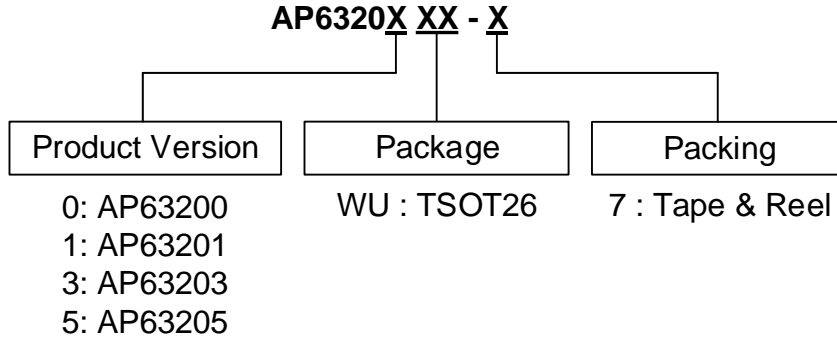 AP6320X XX - X
Product Version
Package
Packing
0: AP63200
1: AP63201
3: AP63203
5: AP63205
WU : TSOT26
7 : Tape & Reel